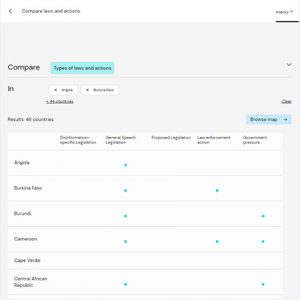 Compare laws and actions
menu
Compare
Types of laws and actions
In
× Angola
× Burkina Faso
+ 44 countries
Clear
Results: 46 countries
Browse map →
Disinformation-specific Legislation
General Speech Legislation
Proposed Legislation
Law enforcement action
Government pressure
Angola
Burkina Faso
Burundi
Cameroon
Cape Verde
Central African
Republic